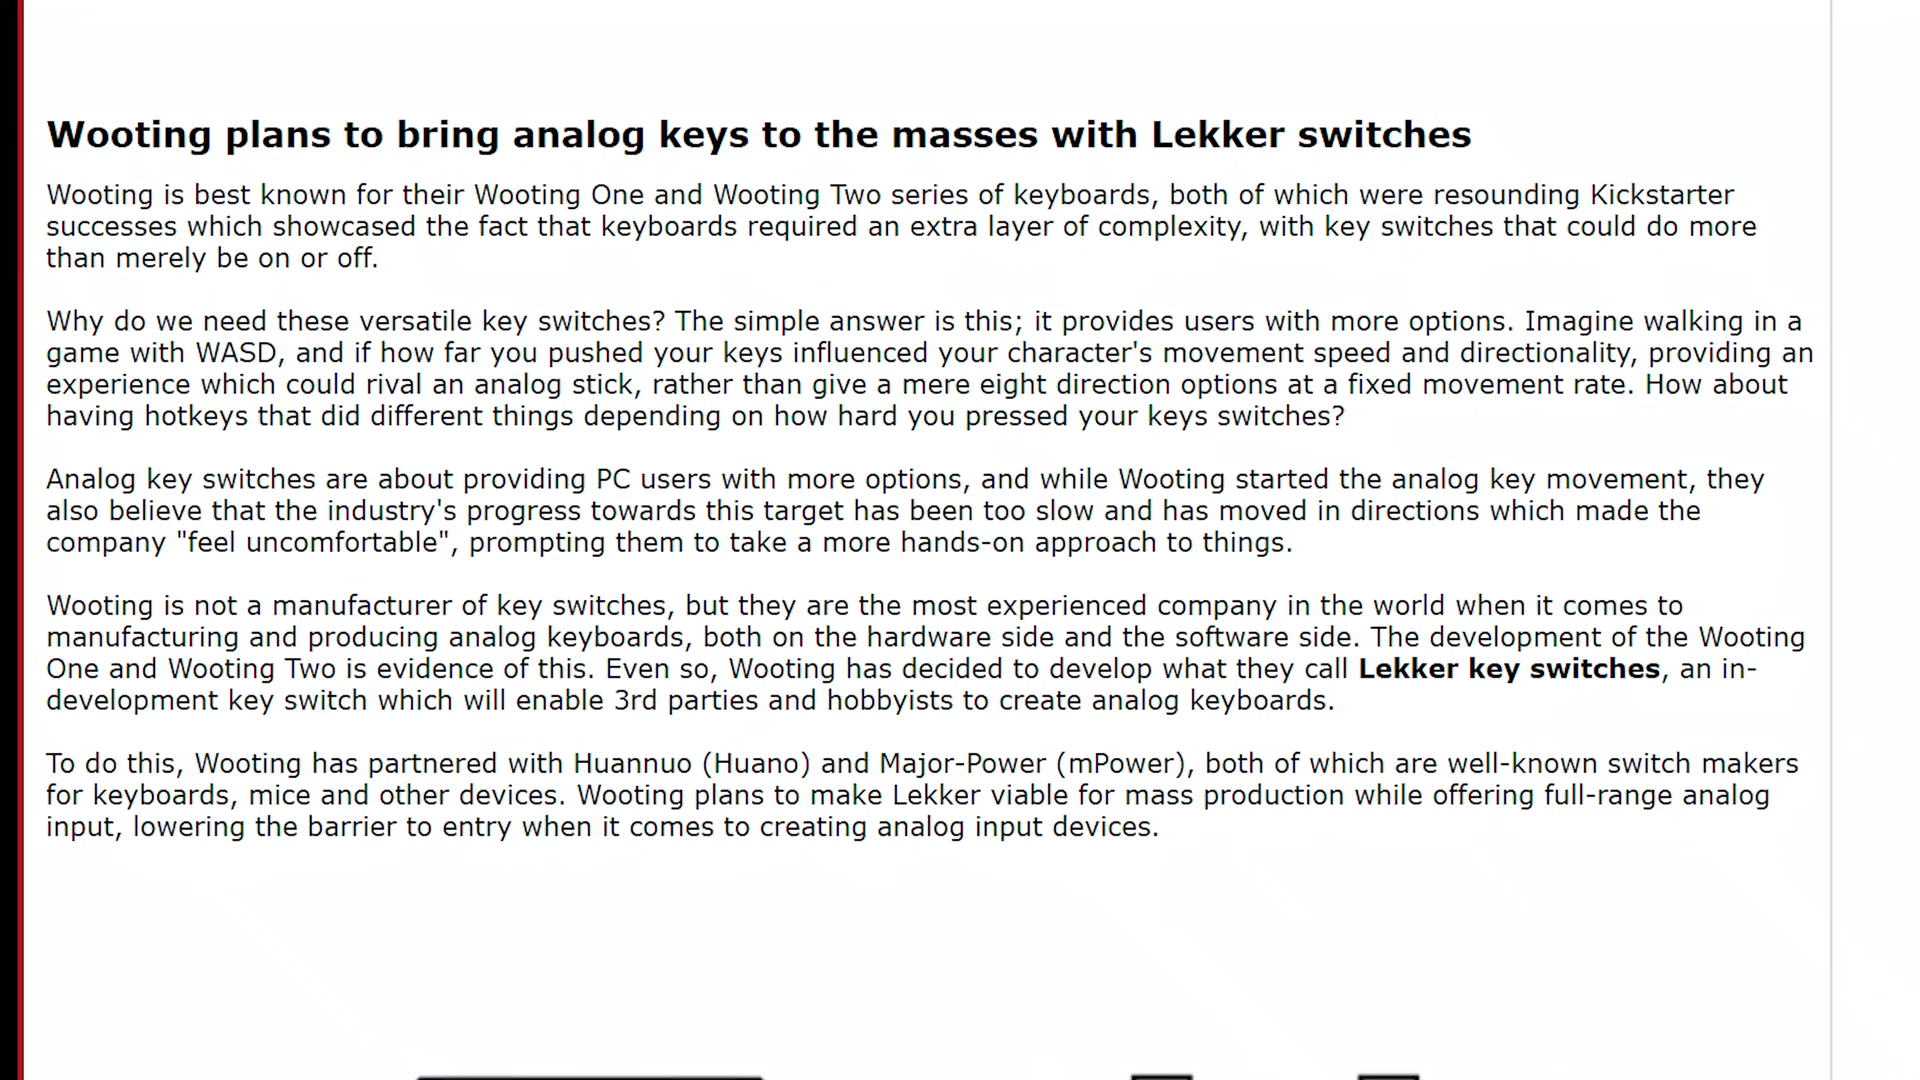 Wooting plans to bring analog keys to the masses with Lekker switches
Wooting is best known for their Wooting One and Wooting Two series of keyboards, both of which were resounding Kickstarter
successes which showcased the fact that keyboards required an extra layer of complexity, with key switches that could do more
than merely be on or off.
Why do we need these versatile key switches? The simple answer is this; it provides users with more options. Imagine walking in a
game with WASD, and if how far you pushed your keys influenced your character's movement speed and directionality, providing an
experience which could rival an analog stick, rather than give a mere eight direction options at a fixed movement rate. How about
having hotkeys that did different things depending on how hard you pressed your keys switches?
Analog key switches are about providing PC users with more options, and while Wooting started the analog key movement, they
also believe that the industry's progress towards this target has been too slow and has moved in directions which made the
company "feel uncomfortable", prompting them to take a more hands-on approach to things.
Wooting is not a manufacturer of key switches, but they are the most experienced company in the world when it comes to
manufacturing and producing analog keyboards, both on the hardware side and the software side. The development of the Wooting
One and Wooting Two is evidence of this. Even so, Wooting has decided to develop what they call Lekker key switches, an in-
development key switch which will enable 3rd parties and hobbyists to create analog keyboards.
To do this, Wooting has partnered with Huannuo (Huano) and Major-Power (mPower), both of which are well-known switch makers
for keyboards, mice and other devices. Wooting plans to make Lekker viable for mass production while offering full-range analog
input, lowering the barrier to entry when it comes to creating analog input devices.